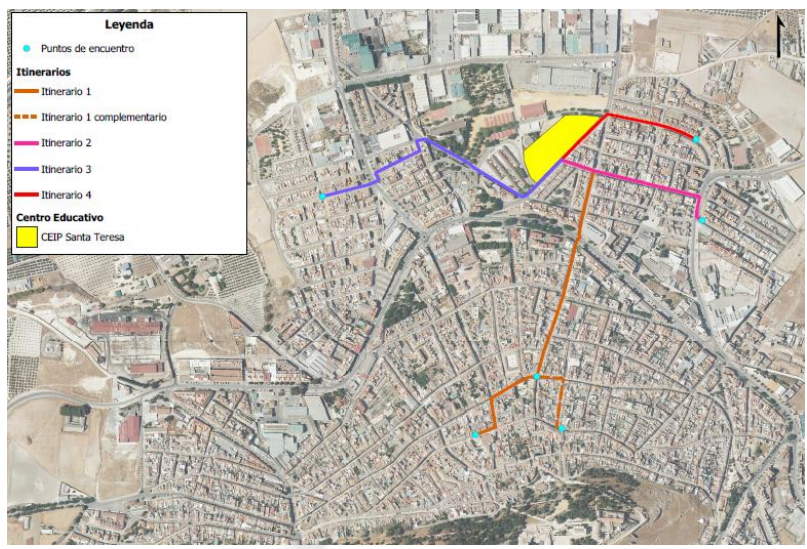 Leyenda
Puntos de encuentro
Itinerarios
Itinerario 1
Itinerario 1 complementario
Itinerario 2
Itinerario 3
Itinerario 4
Centro Educativo
CEIP Santa Teresa